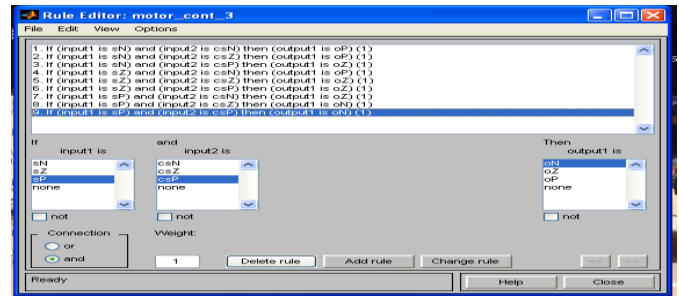 Rule Editor: motor_cont_3
File Edit View Options
1. If (input1 is sN) and (input2 is csN) then (output1 is oP) (1)
2. If (input1 is sN) and (input2 is csZ) then (output1 is oP) (1)
3. If (input1 is sN) and (input2 is csP) then (output1 is oZ) (1)
4. If (input1 is sZ) and (input2 is csN) then (output1 is oP) (1)
5. If (input1 is sZ) and (input2 is csZ) then (output1 is oZ) (1)
6. If (input1 is sZ) and (input2 is csP) then (output1 is oZ) (1)
7. If (input1 is sP) and (input2 is csN) then (output1 is oZ) (1)
8. If (input1 is sP) and (input2 is csZ) then (output1 is oN) (1)
9. If (input1 is sP) and (input2 is csP) then (output1 is oN) (1)
If and Then
input1 is input2 is output1 is
sN csN oN
sZ csZ oZ
sP csP oP
none none none
not not not
Connection Weight:
or
and 1 Delete rule Add rule Change rule << >>
Ready Help Close